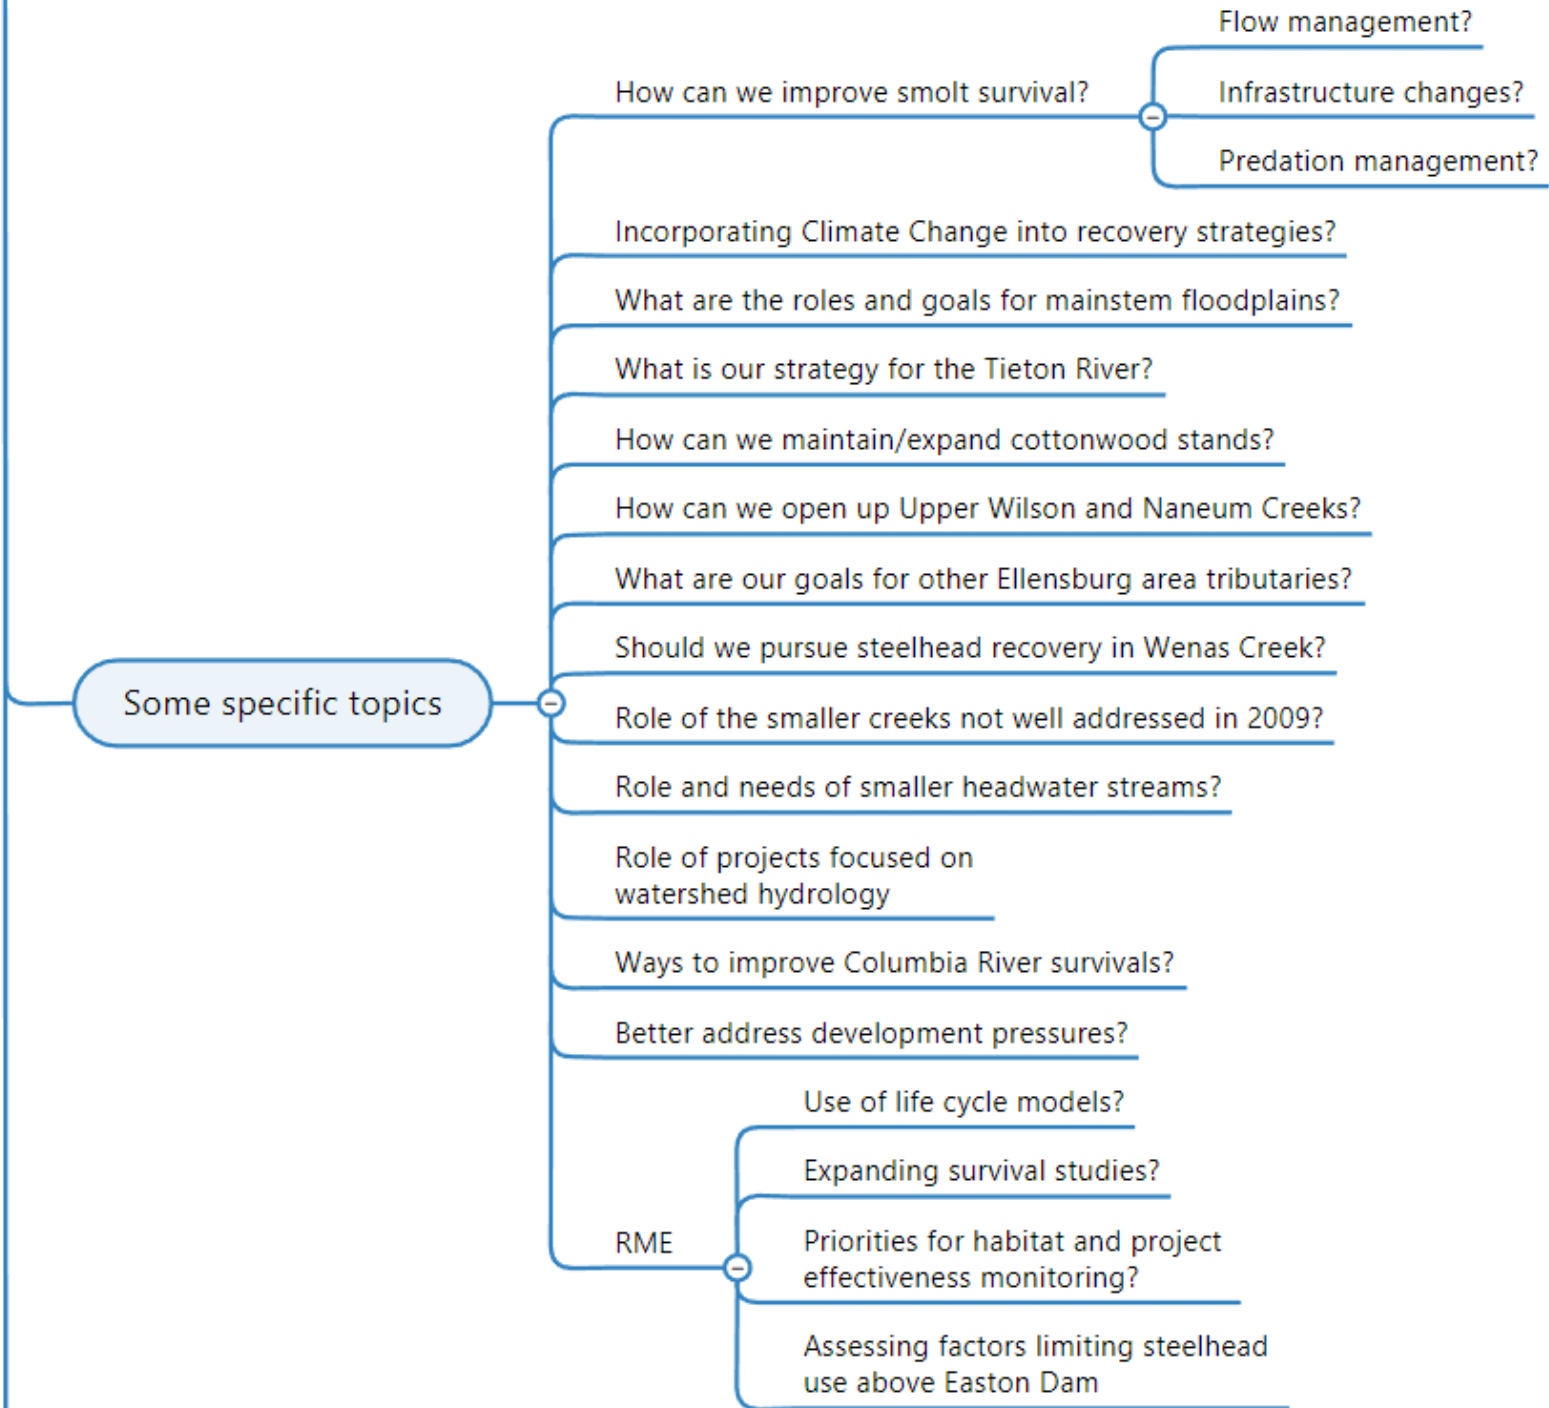 Flow management?
How can we improve smolt survival?
Infrastructure changes?
Predation management?
Incorporating Climate Change into recovery strategies?
What are the roles and goals for mainstem floodplains?
What is our strategy for the Tieton River?
How can we maintain/expand cottonwood stands?
How can we open up Upper Wilson and Naneum Creeks?
What are our goals for other Ellensburg area tributaries?
Should we pursue steelhead recovery in Wenas Creek?
Some specific topics
Role of the smaller creeks not well addressed in 2009?
Role and needs of smaller headwater streams?
Role of projects focused on
watershed hydrology
Ways to improve Columbia River survivals?
Better address development pressures?
Use of life cycle models?
Expanding survival studies?
RME
Priorities for habitat and project
effectiveness monitoring?
Assessing factors limiting steelhead
use above Easton Dam